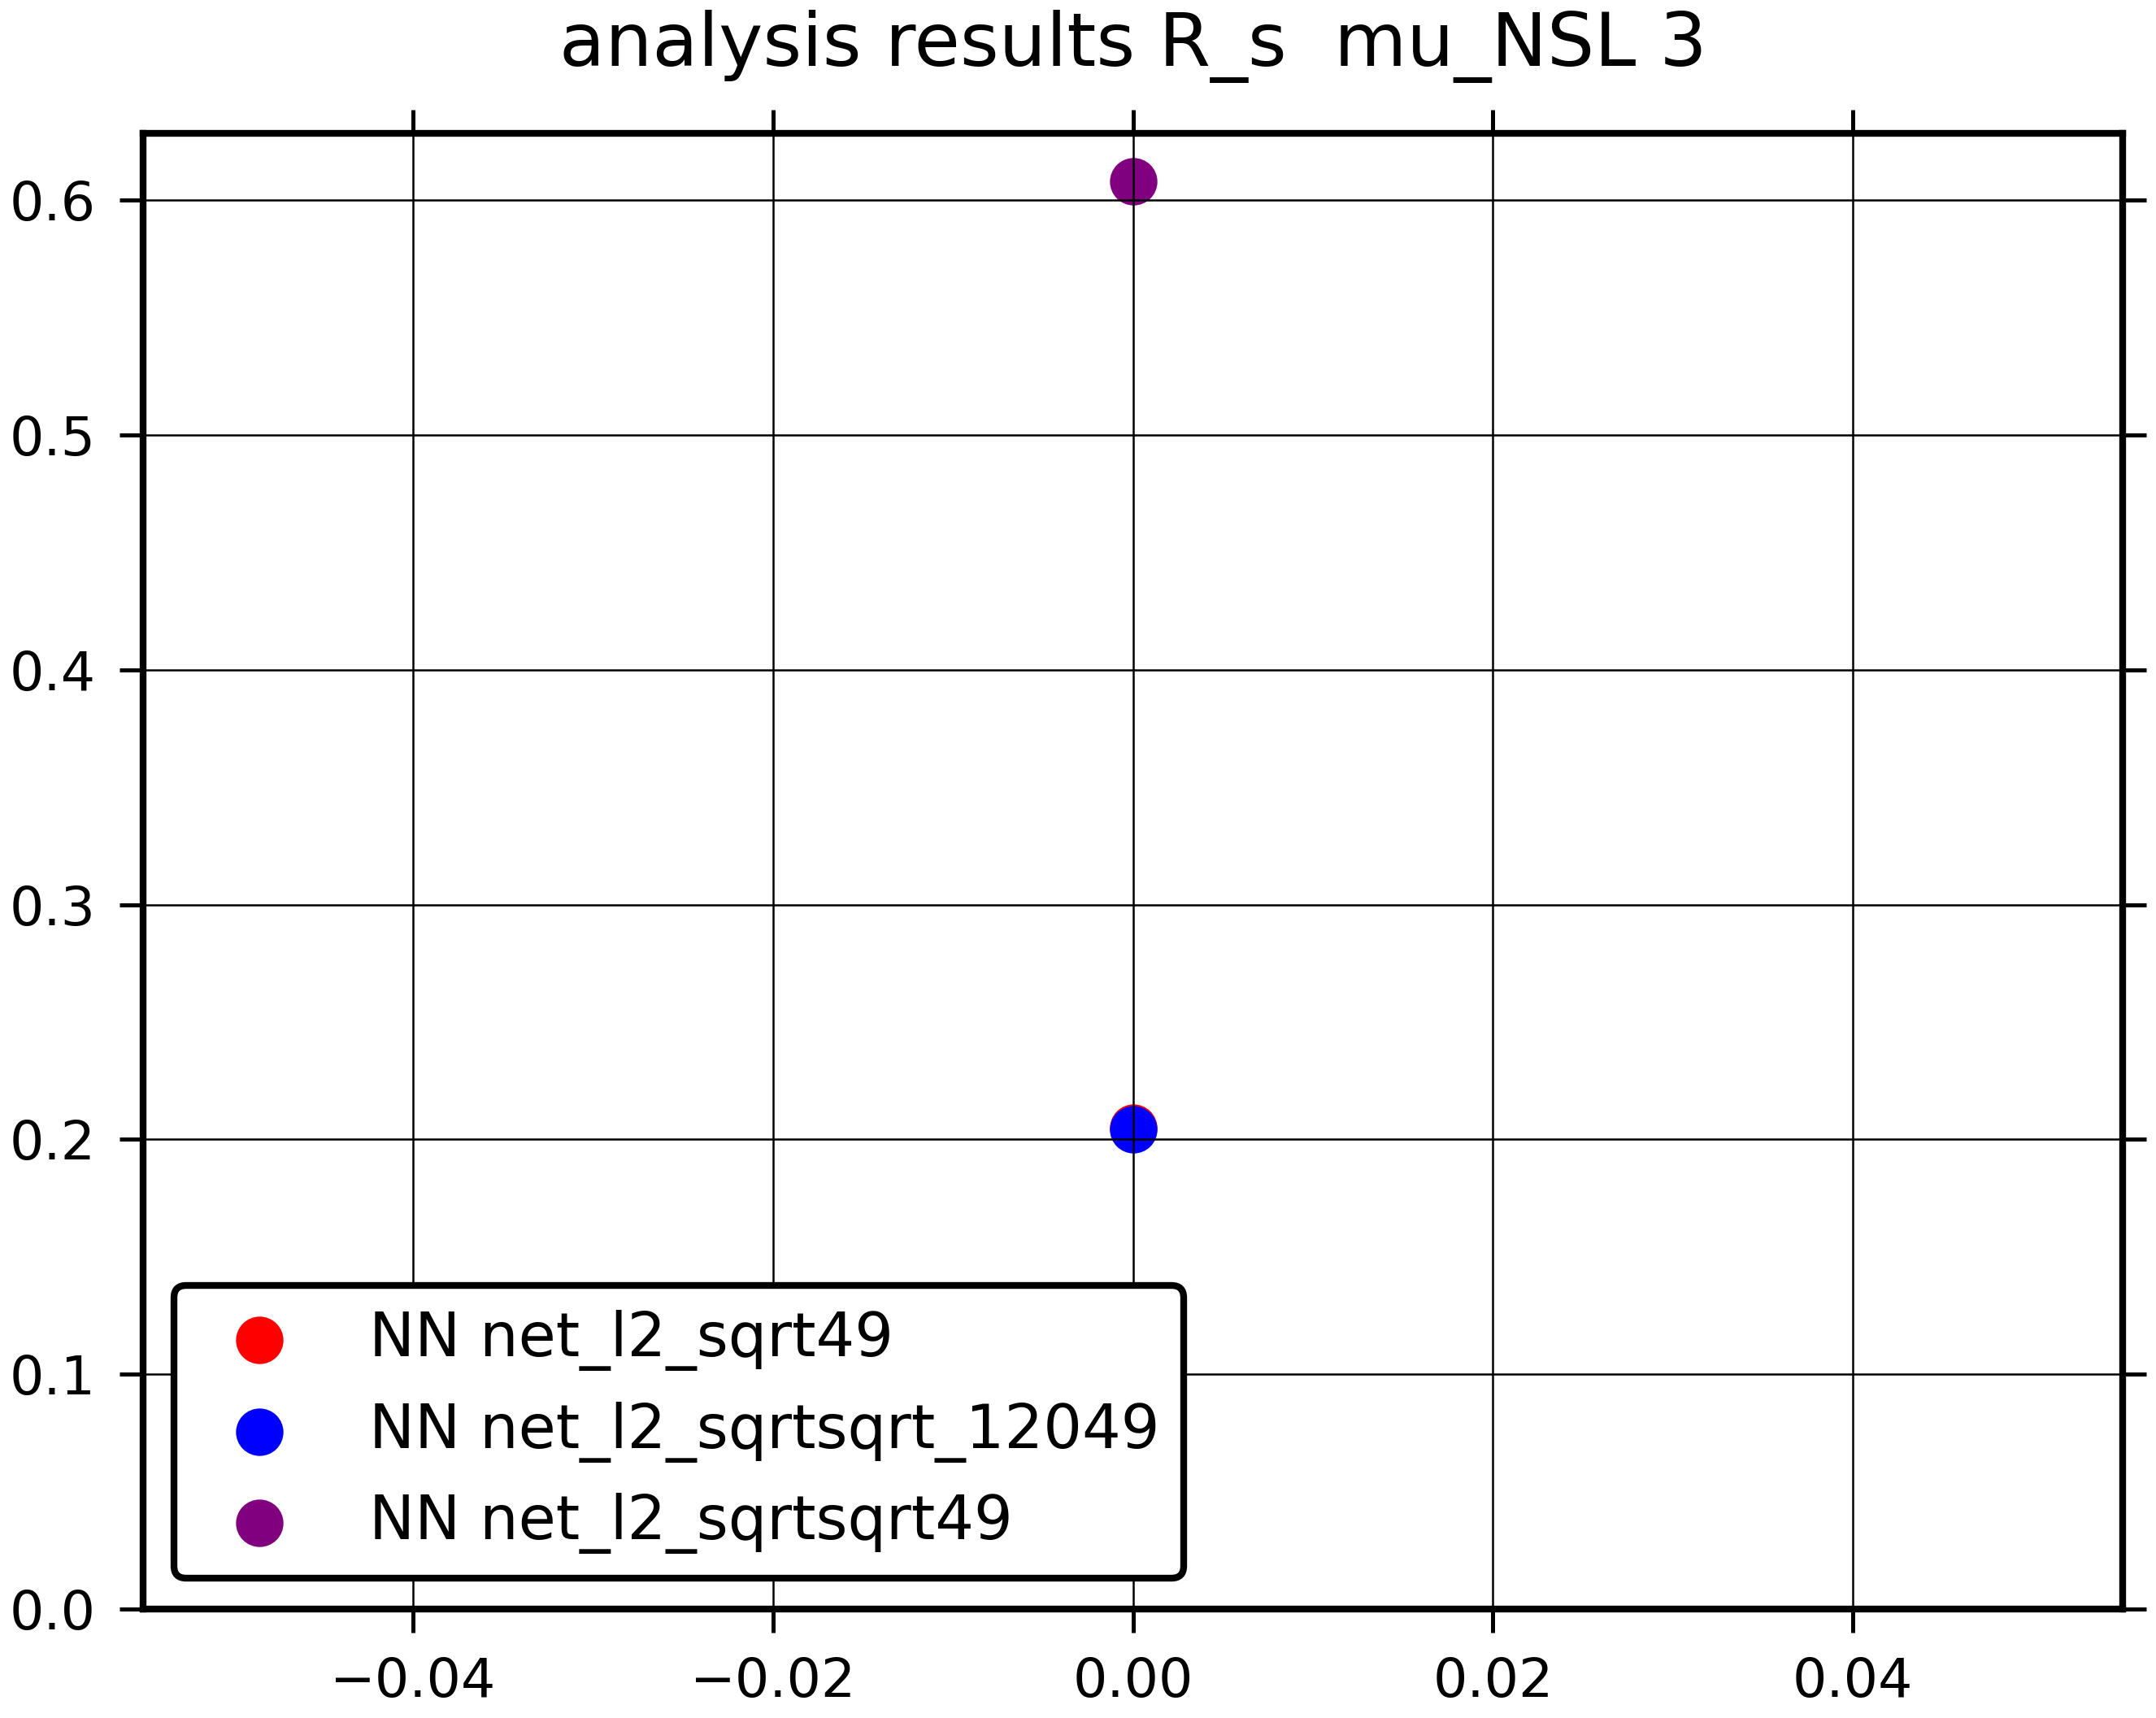 analysis results R_s  mu_NSL 3
0.6
0.5
0.4
0.3
0.2
0.1
0.0
NN net_l2_sqrt49
NN net_l2_sqrtsqrt_12049
NN net_l2_sqrtsqrt49
−0.04 −0.02 0.00 0.02 0.04